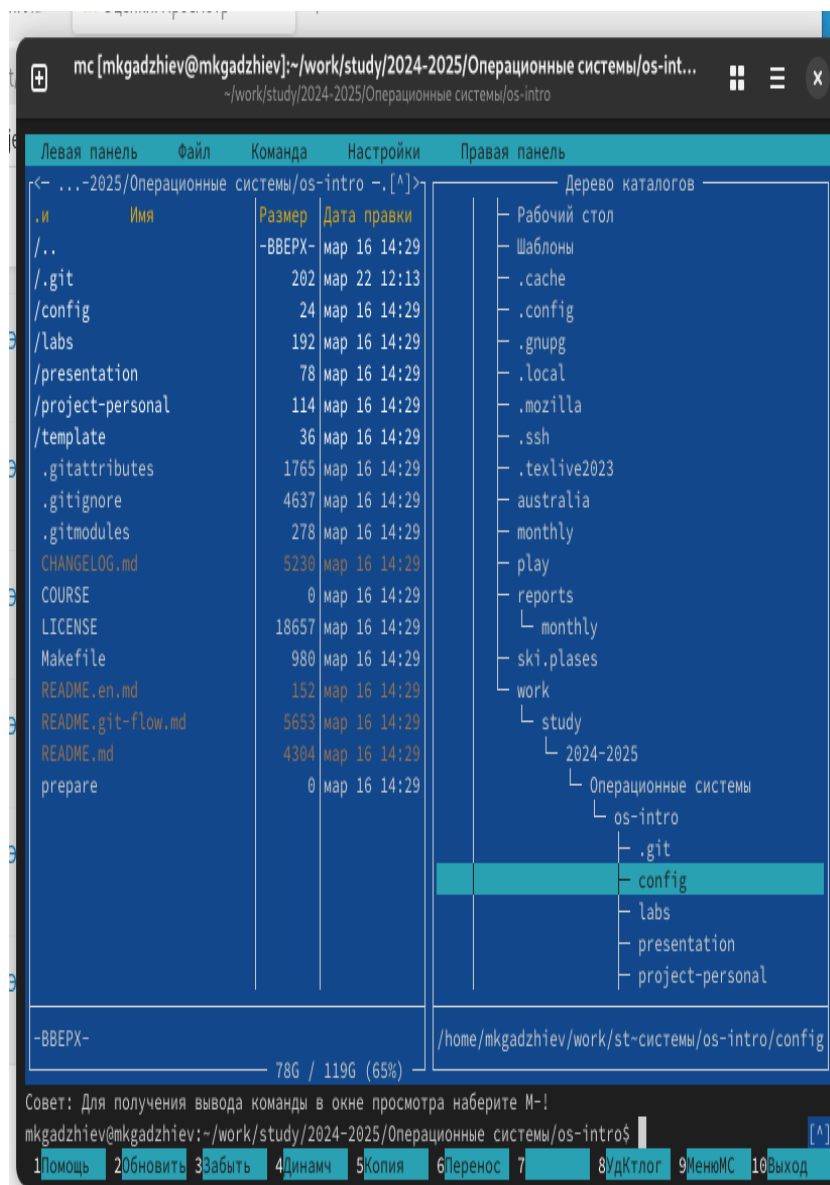 mc [mkgadzhiev@mkgadzhiev]:~/work/study/2024-2025/Операционные системы/os-int...
~/work/study/2024-2025/Операционные системы/os-intro
Левая панель Файл Команда Настройки Правая панель
<— ...-2025/Операционные системы/os-intro —.[^]> Дерево каталогов
.и Имя Размер Дата правки Рабочий стол
/.. -ВВЕРХ- мар 16 14:29 Шаблоны
/.git 202 мар 22 12:13 .cache
/config 24 мар 16 14:29 .config
/labs 192 мар 16 14:29 .gnupg
/presentation 78 мар 16 14:29 .local
/project-personal 114 мар 16 14:29 .mozilla
/template 36 мар 16 14:29 .ssh
.gitattributes 1765 мар 16 14:29 .texlive2023
.gitignore 4637 мар 16 14:29 australia
.gitmodules 278 мар 16 14:29 monthly
CHANGELOG.md 5230 мар 16 14:29 play
COURSE 0 мар 16 14:29 reports
LICENSE 18657 мар 16 14:29 monthly
Makefile 980 мар 16 14:29 ski.plases
README.en.md 152 мар 16 14:29 work
README.git-flow.md 5653 мар 16 14:29 study
README.md 4304 мар 16 14:29 2024-2025
prepare 0 мар 16 14:29 Операционные системы
os-intro
.git
config
labs
presentation
project-personal
-ВВЕРХ- /home/mkgadzhiev/work/st~системы/os-intro/config
78G / 119G (65%)
Совет: Для получения вывода команды в окне просмотра наберите M-!
mkgadzhiev@mkgadzhiev:~/work/study/2024-2025/Операционные системы/os-intro$ [^]
1Помощь 2Обновить 3Забыть 4Динамч 5Копия 6Перенос 7 8УдКтлог 9МенюMC 10Выход